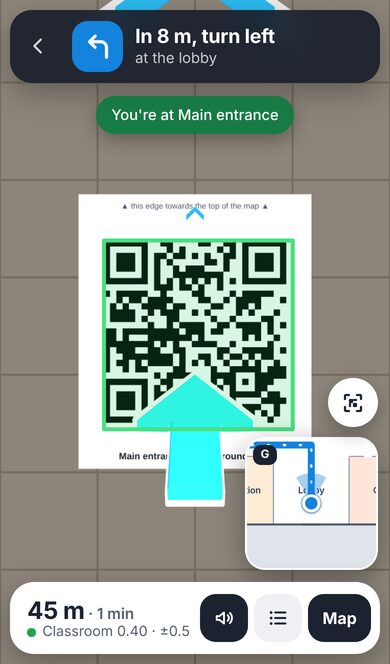 In 8 m, turn left
at the lobby
You're at Main entrance
▲ this edge towards the top of the map ▲
Main entra
round
G
tion
Lobby
45 m · 1 min
Classroom 0.40 · ±0.5
Map